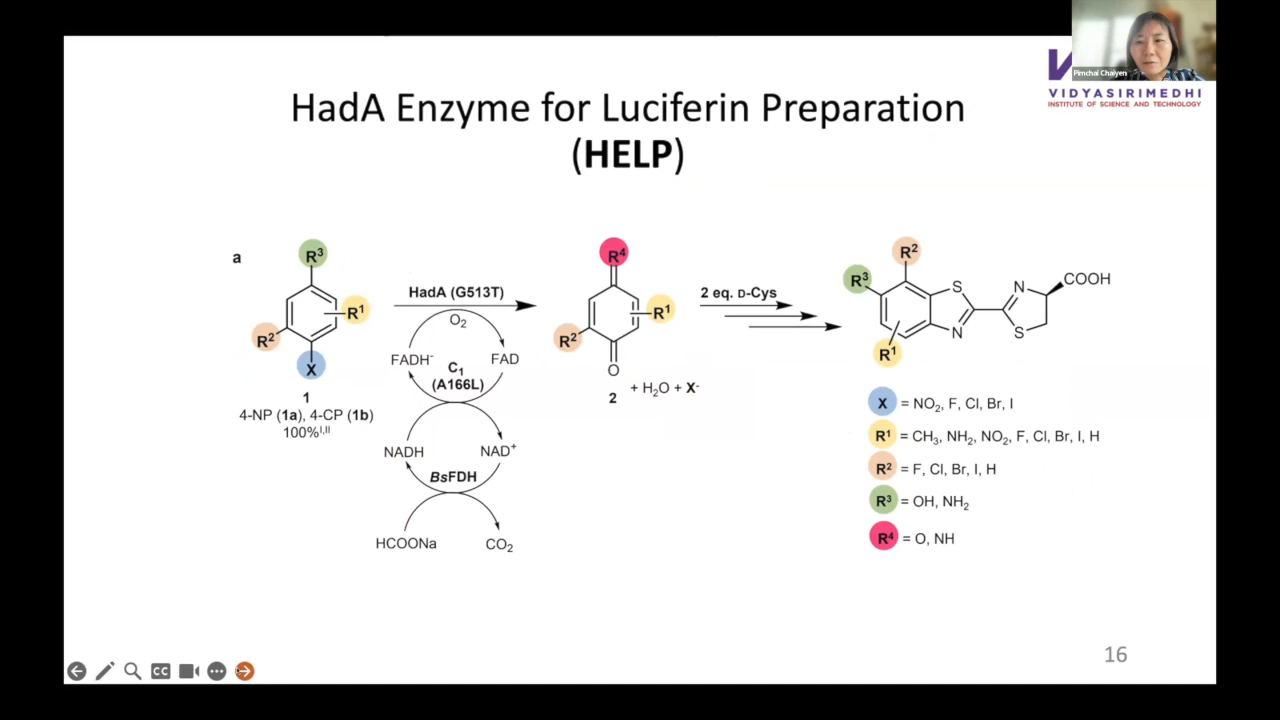 Pimchai Chaiyen
VIDYASIRIMEDHI
INSTITUTE OF SCIENCE AND TECHNOLOGY
HadA Enzyme for Luciferin Preparation
(HELP)
a
R³
R¹
R²
X
1
4-NP (1a), 4-CP (1b)
100%ᴵ,ᴵᴵ
HadA (G513T)
O₂
FADH⁻
FAD
C₁
(A166L)
NADH
NAD⁺
BsFDH
HCOONa
CO₂
R⁴
R¹
R²
O
2
+ H₂O + X⁻
2 eq. D-Cys
R²
R³
S
N
N
S
COOH
R¹
X = NO₂, F, Cl, Br, I
R¹ = CH₃, NH₂, NO₂, F, Cl, Br, I, H
R² = F, Cl, Br, I, H
R³ = OH, NH₂
R⁴ = O, NH
CC
16